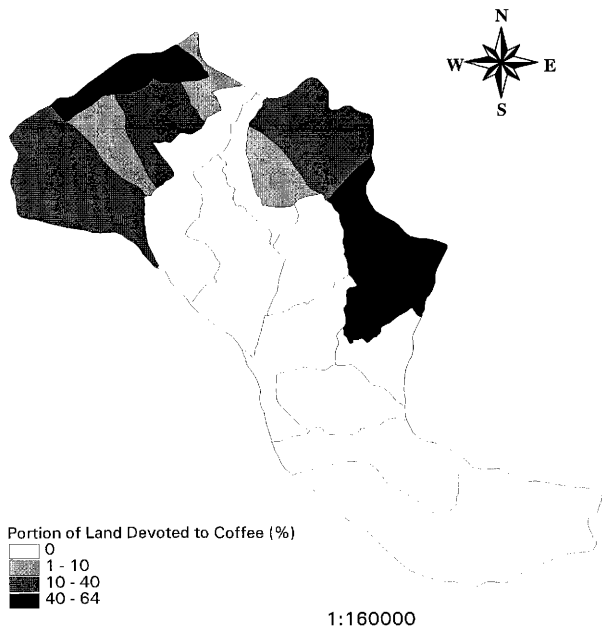 N
W E
S
Portion of Land Devoted to Coffee (%)
0
1 - 10
10 - 40
40 - 64
1:160000